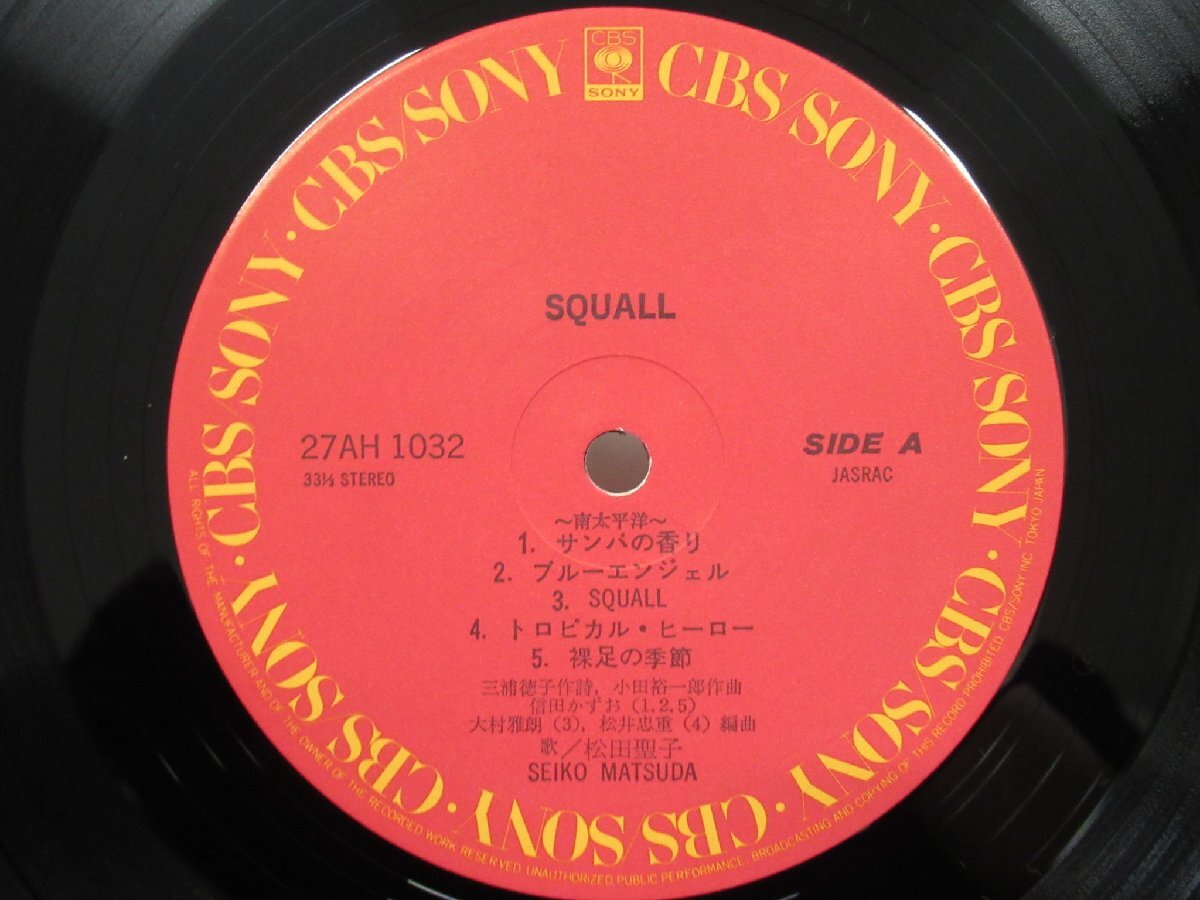 CBS
SONY
CBS/SONY · CBS/SONY · CBS/SONY · CBS/SONY · CBS/SONY · CBS/SONY · CBS/SONY · CBS/SONY
SQUALL
27AH 1032
33⅓ STEREO
SIDE A
JASRAC
〜南太平洋〜
1. サンバの香り
2. ブルーエンジェル
3. SQUALL
4. トロピカル・ヒーロー
5. 裸足の季節
三浦徳子作詩, 小田裕一郎作曲
信田かずお (1.2.5)
大村雅朗 (3), 松井忠重 (4) 編曲
歌／松田聖子
SEIKO MATSUDA
ALL RIGHTS OF THE MANUFACTURER AND OF THE OWNER OF THE RECORDED WORK RESERVED UNAUTHORIZED PUBLIC PERFORMANCE, BROADCASTING AND COPYING OF THIS RECORD PROHIBITED CBS/SONY INC. TOKYO JAPAN